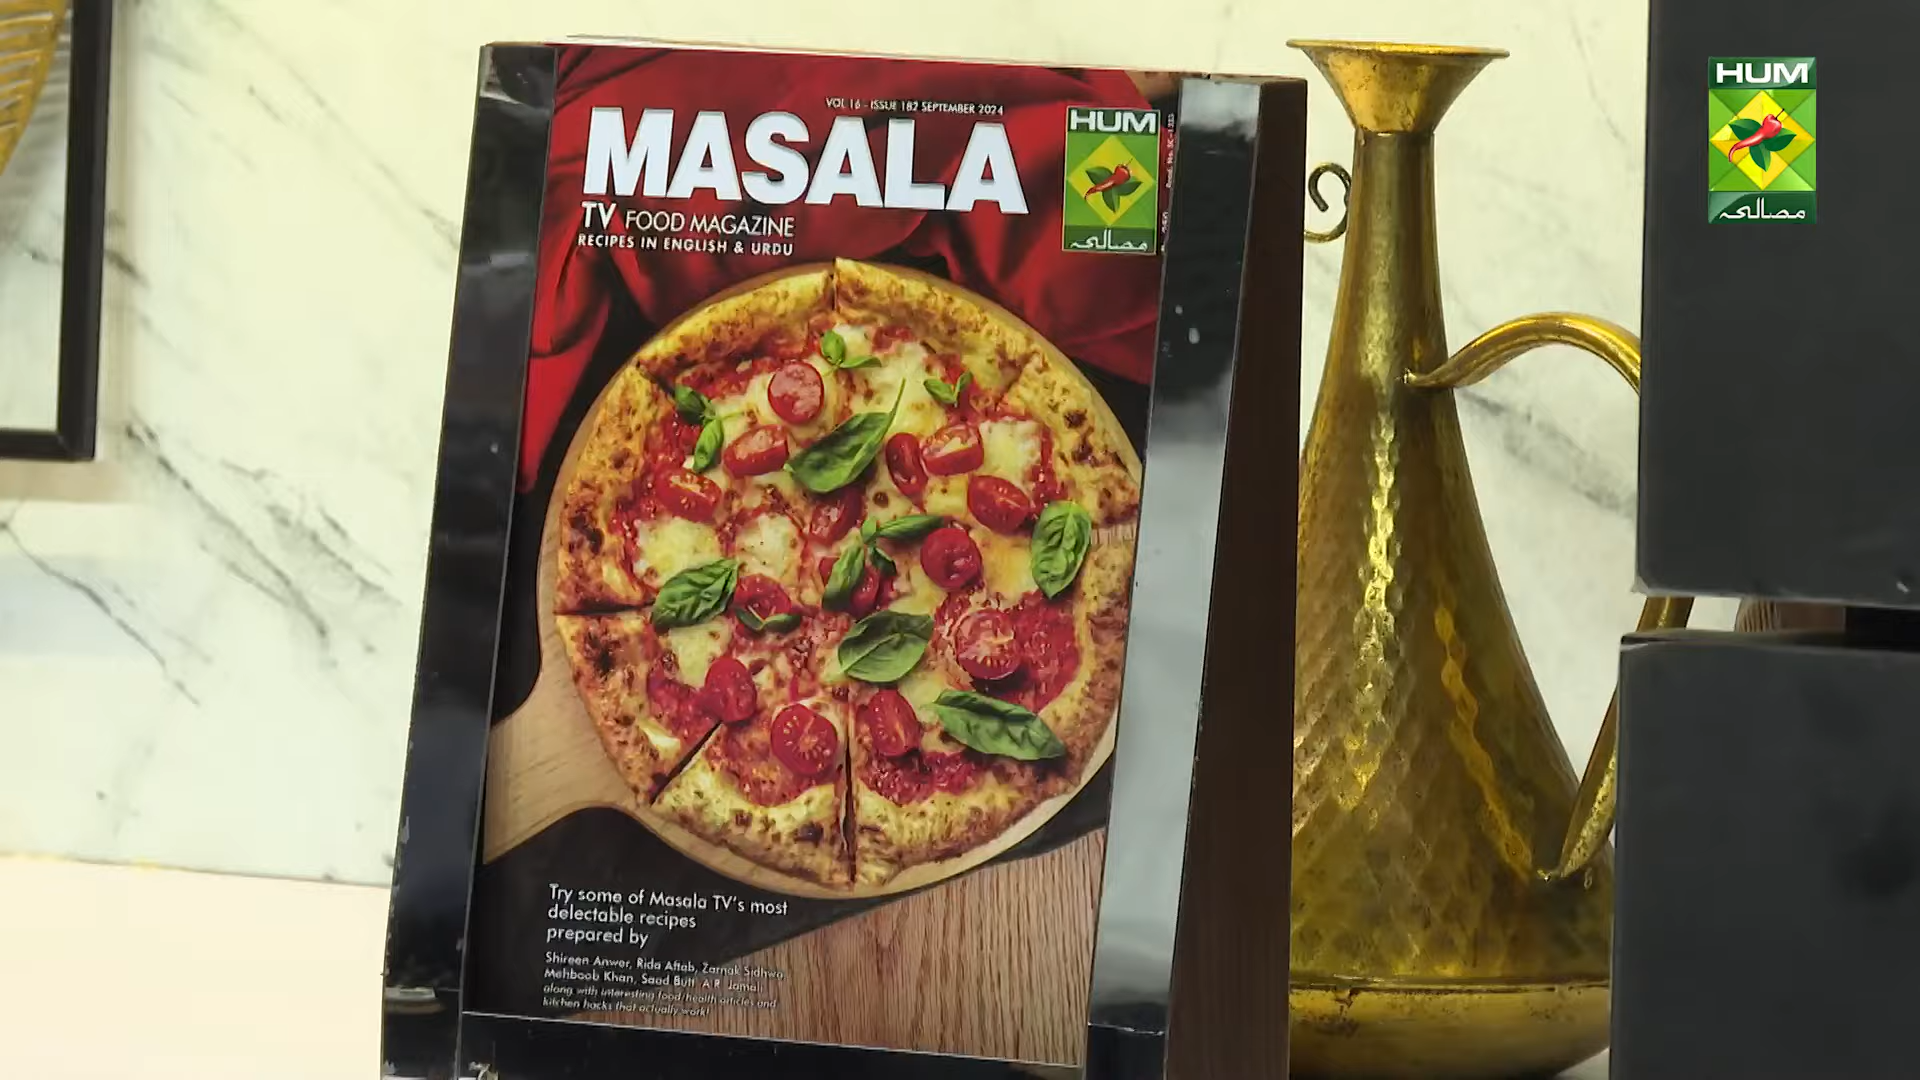 VOL 16 - ISSUE 182 SEPTEMBER 2024
MASALA
HUM
مصالحہ
TV FOOD MAGAZINE
RECIPES IN ENGLISH & URDU
Try some of Masala TV's most
delectable recipes
prepared by
Shireen Anwer, Rida Aftab, Zarnak Sidhwa,
Mehboob Khan, Saad Butt, A.R. Jamali
along with interesting food/health articles and
kitchen hacks that actually work!
HUM
مصالحہ